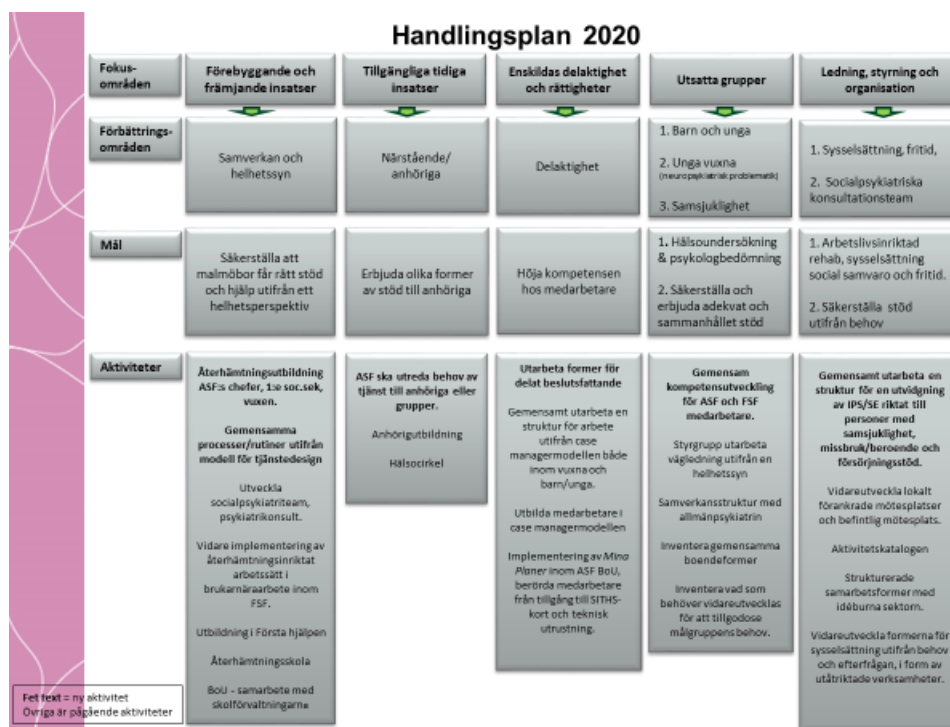 Handlingsplan 2020
Fokus-
områden
Förebyggande och
främjande insatser
Tillgängliga tidiga
insatser
Enskildas delaktighet
och rättigheter
Utsatta grupper
Ledning, styrning och
organisation
Förbättrings-
områden
Samverkan och
helhetssyn
Närstående/
anhöriga
Delaktighet
1. Barn och unga
2. Unga vuxna
(neuropsykiatrisk problematik)
3. Samsjuklighet
1. Sysselsättning, fritid,
2. Socialpsykiatriska
konsultationsteam
Mål
Säkerställa att
malmöbor får rätt stöd
och hjälp utifrån ett
helhetsperspektiv
Erbjuda olika former
av stöd till anhöriga
Höja kompetensen
hos medarbetare
1. Hälsoundersökning
& psykologbedömning
2. Säkerställa och
erbjuda adekvat och
sammanhållet stöd
1. Arbetslivsinriktad
rehab, sysselsättning
social samvaro och fritid.
2. Säkerställa stöd
utifrån behov
Aktiviteter
Återhämtningsutbildning
ASF:s chefer, 1:e soc.sek,
vuxen.
Gemensamma
processer/rutiner utifrån
modell för tjänstedesign
Utveckla
socialpsykiatriteam,
psykiatrikonsult.
Vidare implementering av
återhämtningsinriktat
arbetssätt i
brukarnäraarbete inom
FSF.
Utbildning i Första hjälpen
Återhämtningsskola
BoU - samarbete med
skolförvaltningarna
ASF ska utreda behov av
tjänst till anhöriga eller
grupper.
Anhörigutbildning
Hälsocirkel
Utarbeta former för
delat beslutsfattande
Gemensamt utarbeta en
struktur för arbete
utifrån case
managermodellen både
inom vuxna och
barn/unga.
Utbilda medarbetare i
case managermodellen
Implementering av Mina
Planer inom ASF BoU,
berörda medarbetare
från tillgång till SITHS-
kort och teknisk
utrustning.
Gemensam
kompetensutveckling
för ASF och FSF
medarbetare.
Styrgrupp utarbeta
vägledning utifrån en
helhetssyn
Samverkansstruktur med
allmänpsykiatrin
Inventera gemensamma
boendeformer
Inventera vad som
behöver vidareutvecklas
för att tillgodose
målgruppens behov.
Gemensamt utarbeta en
struktur för en utvidgning
av IPS/SE riktat till
personer med
samsjuklighet,
missbruk/beroende och
försörjningsstöd.
Vidareutveckla lokalt
förankrade mötesplatser
och befintlig mötesplats.
Aktivitetskatalogen
Strukturerade
samarbetsformer med
idéburna sektorn.
Vidareutveckla formerna för
sysselsättning utifrån behov
och efterfrågan, i form av
utåtriktade verksamheter.
Fet text = ny aktivitet
Övriga är pågående aktiviteter